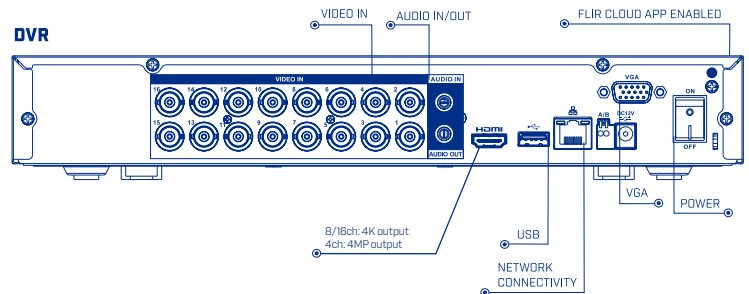 VIDEO IN
AUDIO IN/OUT
FLIR CLOUD APP ENABLED
DVR
VIDEO IN
AUDIO IN
VGA
16
14
12
10
8
6
4
2
ON
HDMI
A/B
DC12V
15
13
11
9
7
5
3
1
AUDIO OUT
OFF
VGA
POWER
8/16ch: 4K output
4ch: 4MP output
USB
NETWORK
CONNECTIVITY